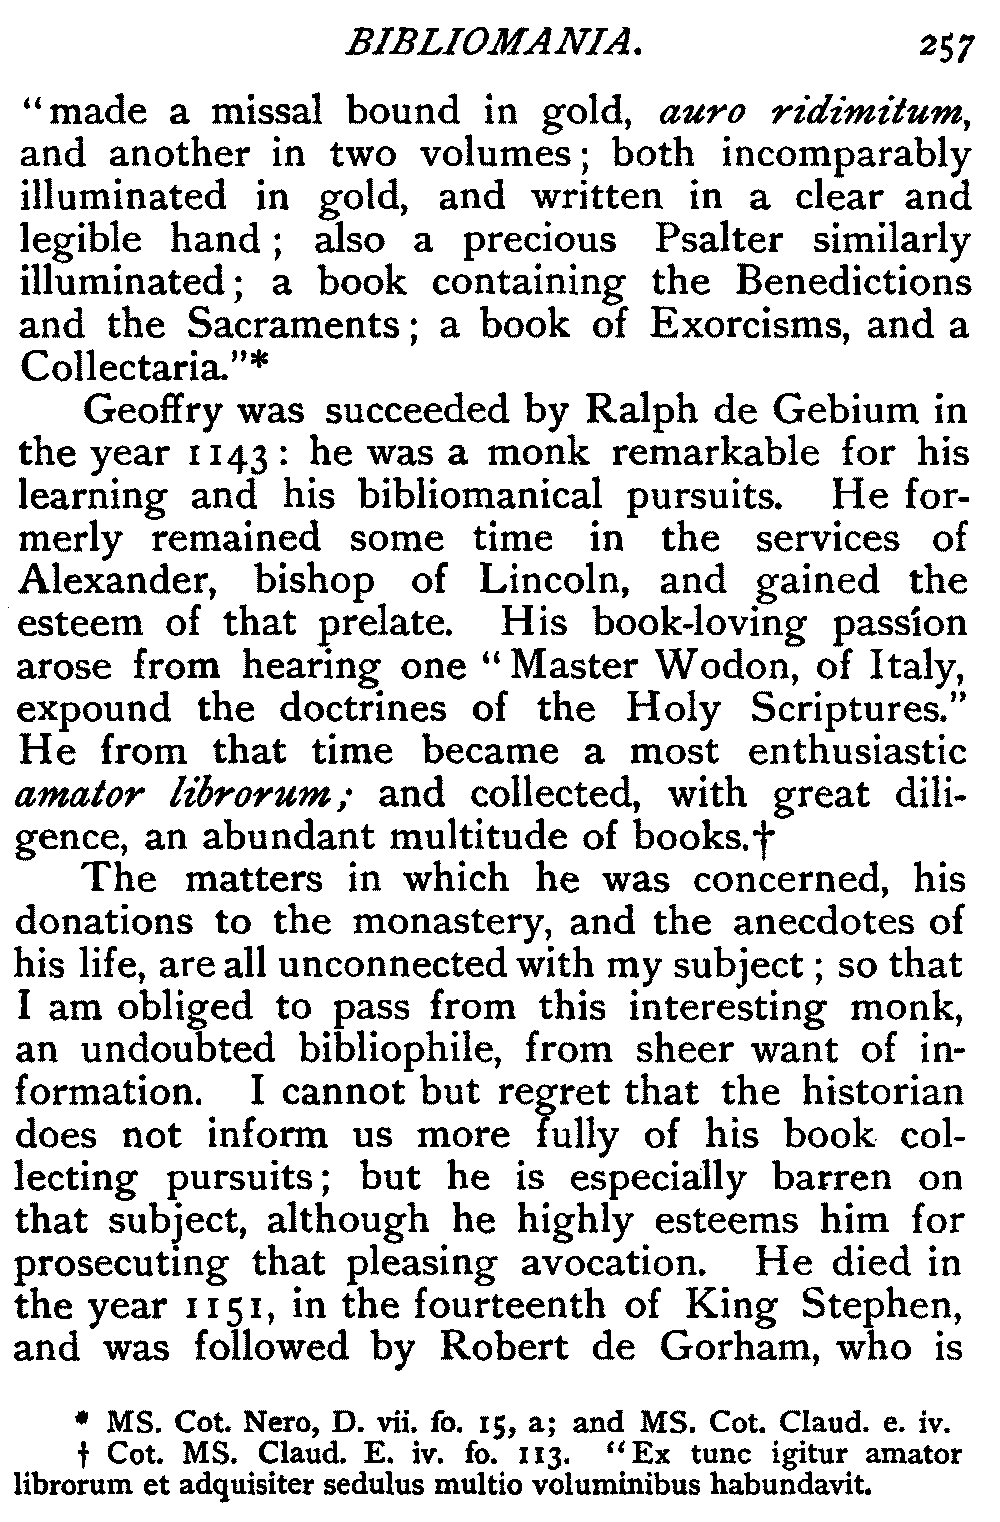 BIBLIOMANIA. 257
“made a missal bound in gold, auro ridimitum,
and another in two volumes; both incomparably
illuminated in gold, and written in a clear and
legible hand; also a precious Psalter similarly
illuminated; a book containing the Benedictions
and the Sacraments; a book of Exorcisms, and a
Collectaria.”*
Geoffry was succeeded by Ralph de Gebium in
the year 1143: he was a monk remarkable for his
learning and his bibliomanical pursuits. He for-
merly remained some time in the services of
Alexander, bishop of Lincoln, and gained the
esteem of that prelate. His book-loving passion
arose from hearing one “Master Wodon, of Italy,
expound the doctrines of the Holy Scriptures.”
He from that time became a most enthusiastic
amator librorum; and collected, with great dili-
gence, an abundant multitude of books.†
The matters in which he was concerned, his
donations to the monastery, and the anecdotes of
his life, are all unconnected with my subject; so that
I am obliged to pass from this interesting monk,
an undoubted bibliophile, from sheer want of in-
formation. I cannot but regret that the historian
does not inform us more fully of his book col-
lecting pursuits; but he is especially barren on
that subject, although he highly esteems him for
prosecuting that pleasing avocation. He died in
the year 1151, in the fourteenth of King Stephen,
and was followed by Robert de Gorham, who is
* MS. Cot. Nero, D. vii. fo. 15, a; and MS. Cot. Claud. e. iv.
† Cot. MS. Claud. E. iv. fo. 113. “Ex tunc igitur amator
librorum et adquisiter sedulus multio voluminibus habundavit.